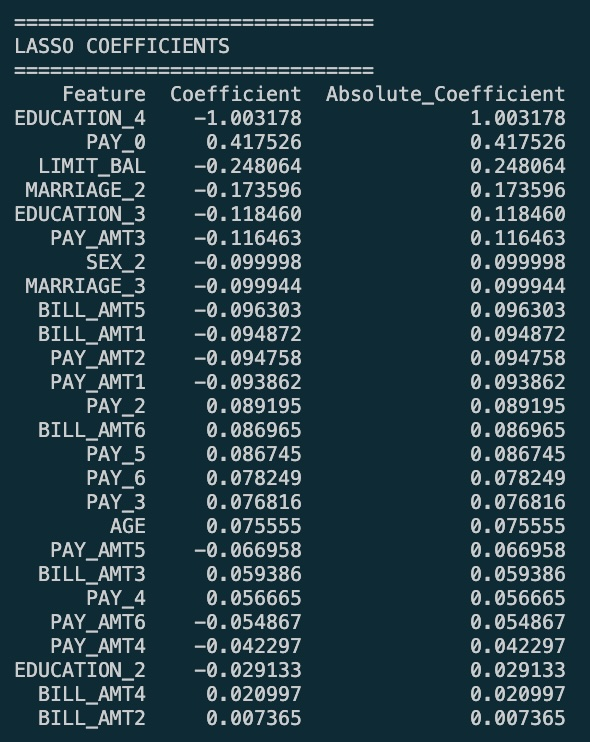 ==============================
LASSO COEFFICIENTS
==============================
Feature Coefficient Absolute_Coefficient
EDUCATION_4 -1.003178 1.003178
PAY_0 0.417526 0.417526
LIMIT_BAL -0.248064 0.248064
MARRIAGE_2 -0.173596 0.173596
EDUCATION_3 -0.118460 0.118460
PAY_AMT3 -0.116463 0.116463
SEX_2 -0.099998 0.099998
MARRIAGE_3 -0.099944 0.099944
BILL_AMT5 -0.096303 0.096303
BILL_AMT1 -0.094872 0.094872
PAY_AMT2 -0.094758 0.094758
PAY_AMT1 -0.093862 0.093862
PAY_2 0.089195 0.089195
BILL_AMT6 0.086965 0.086965
PAY_5 0.086745 0.086745
PAY_6 0.078249 0.078249
PAY_3 0.076816 0.076816
AGE 0.075555 0.075555
PAY_AMT5 -0.066958 0.066958
BILL_AMT3 0.059386 0.059386
PAY_4 0.056665 0.056665
PAY_AMT6 -0.054867 0.054867
PAY_AMT4 -0.042297 0.042297
EDUCATION_2 -0.029133 0.029133
BILL_AMT4 0.020997 0.020997
BILL_AMT2 0.007365 0.007365